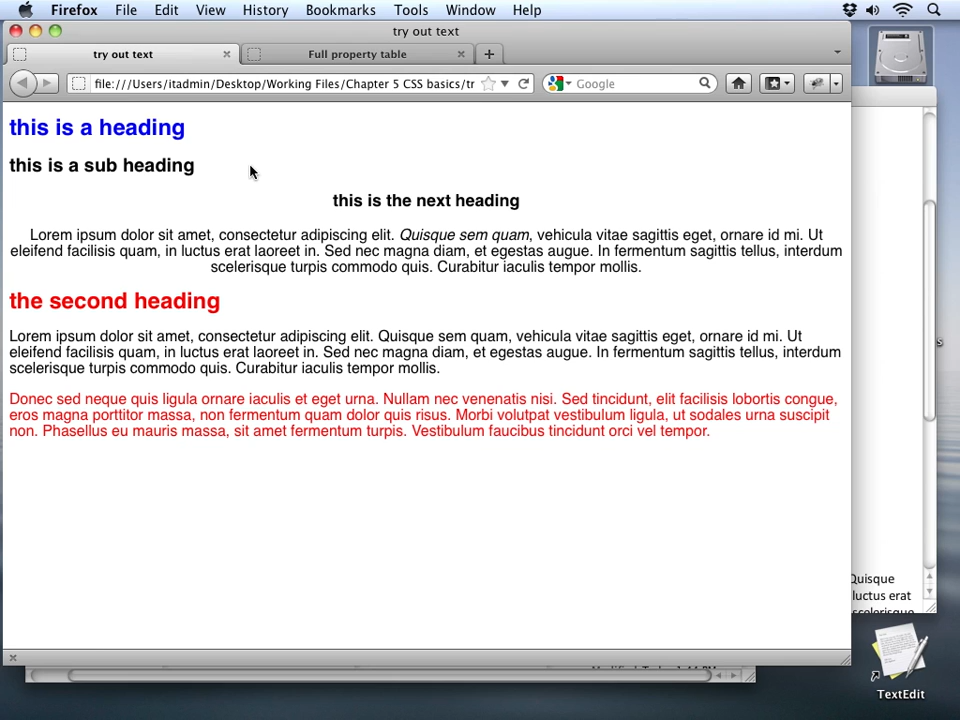 Firefox File Edit View History Bookmarks Tools Window Help
try out text
try out text Full property table
file:///Users/itadmin/Desktop/Working Files/Chapter 5 CSS basics/tr Google
this is a heading
this is a sub heading
this is the next heading
Lorem ipsum dolor sit amet, consectetur adipiscing elit. Quisque sem quam, vehicula vitae sagittis eget, ornare id mi. Ut
eleifend facilisis quam, in luctus erat laoreet in. Sed nec magna diam, et egestas augue. In fermentum sagittis tellus, interdum
scelerisque turpis commodo quis. Curabitur iaculis tempor mollis.
the second heading
Lorem ipsum dolor sit amet, consectetur adipiscing elit. Quisque sem quam, vehicula vitae sagittis eget, ornare id mi. Ut
eleifend facilisis quam, in luctus erat laoreet in. Sed nec magna diam, et egestas augue. In fermentum sagittis tellus, interdum
scelerisque turpis commodo quis. Curabitur iaculis tempor mollis.
Donec sed neque quis ligula ornare iaculis et eget urna. Nullam nec venenatis nisi. Sed tincidunt, elit facilisis lobortis congue,
eros magna porttitor massa, non fermentum quam dolor quis risus. Morbi volutpat vestibulum ligula, ut sodales urna suscipit
non. Phasellus eu mauris massa, sit amet fermentum turpis. Vestibulum faucibus tincidunt orci vel tempor.
Quisque
luctus erat
scelerisque
TextEdit